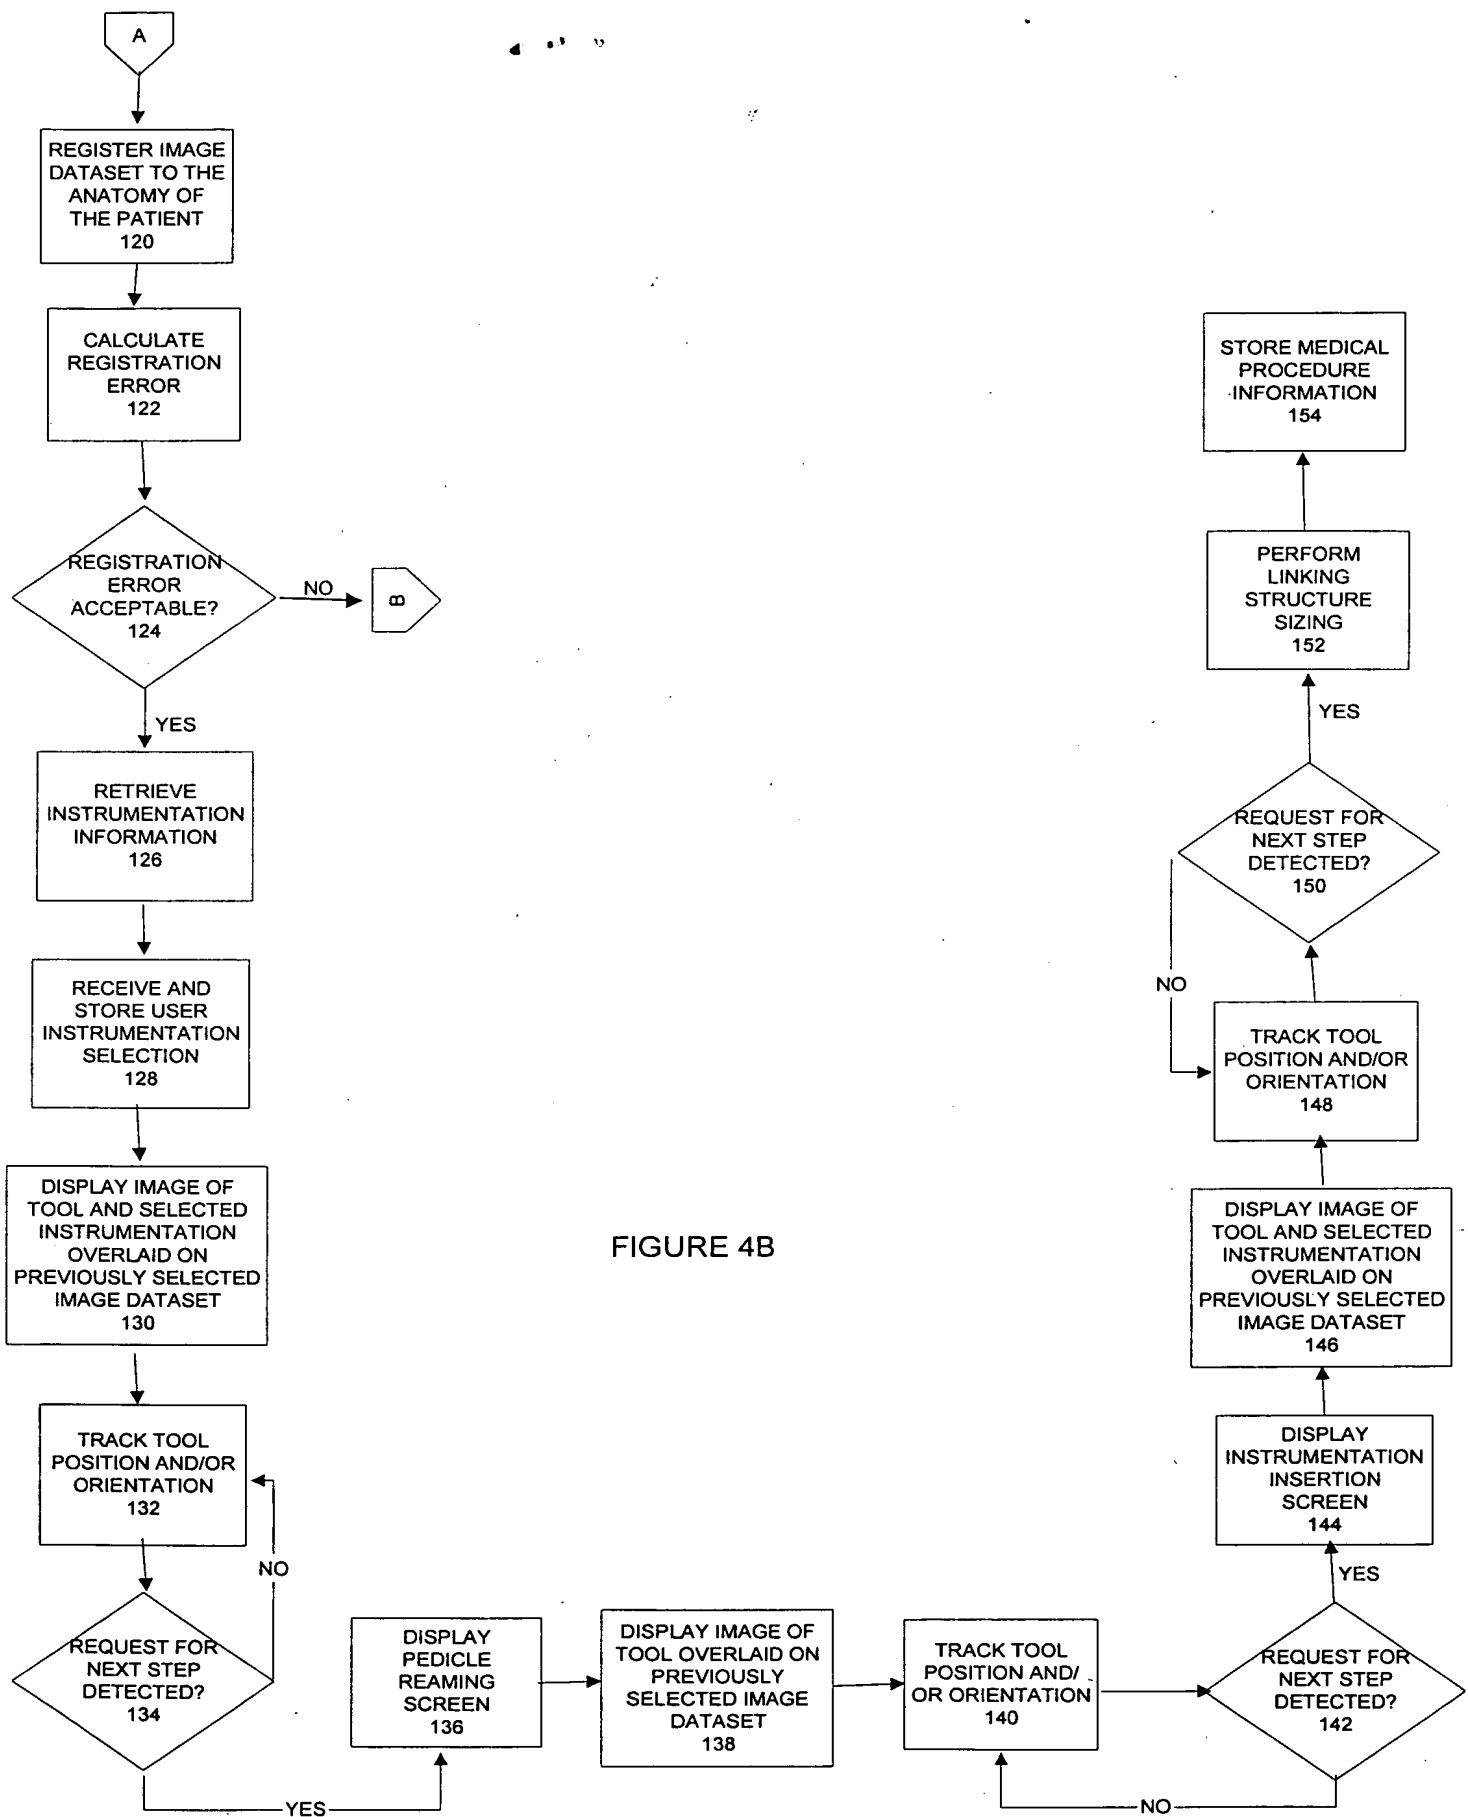 A
REGISTER IMAGE
DATASET TO THE
ANATOMY OF
THE PATIENT
120
CALCULATE
REGISTRATION
ERROR
122
REGISTRATION
ERROR
ACCEPTABLE?
124
NO
B
YES
RETRIEVE
INSTRUMENTATION
INFORMATION
126
RECEIVE AND
STORE USER
INSTRUMENTATION
SELECTION
128
DISPLAY IMAGE OF
TOOL AND SELECTED
INSTRUMENTATION
OVERLAID ON
PREVIOUSLY SELECTED
IMAGE DATASET
130
TRACK TOOL
POSITION AND/OR
ORIENTATION
132
NO
REQUEST FOR
NEXT STEP
DETECTED?
134
YES
DISPLAY
PEDICLE
REAMING
SCREEN
136
DISPLAY IMAGE OF
TOOL OVERLAID ON
PREVIOUSLY
SELECTED IMAGE
DATASET
138
TRACK TOOL
POSITION AND/
OR ORIENTATION
140
REQUEST FOR
NEXT STEP
DETECTED?
142
NO
YES
DISPLAY
INSTRUMENTATION
INSERTION
SCREEN
144
DISPLAY IMAGE OF
TOOL AND SELECTED
INSTRUMENTATION
OVERLAID ON
PREVIOUSLY SELECTED
IMAGE DATASET
146
TRACK TOOL
POSITION AND/OR
ORIENTATION
148
NO
REQUEST FOR
NEXT STEP
DETECTED?
150
YES
PERFORM
LINKING
STRUCTURE
SIZING
152
STORE MEDICAL
PROCEDURE
INFORMATION
154
FIGURE 4B